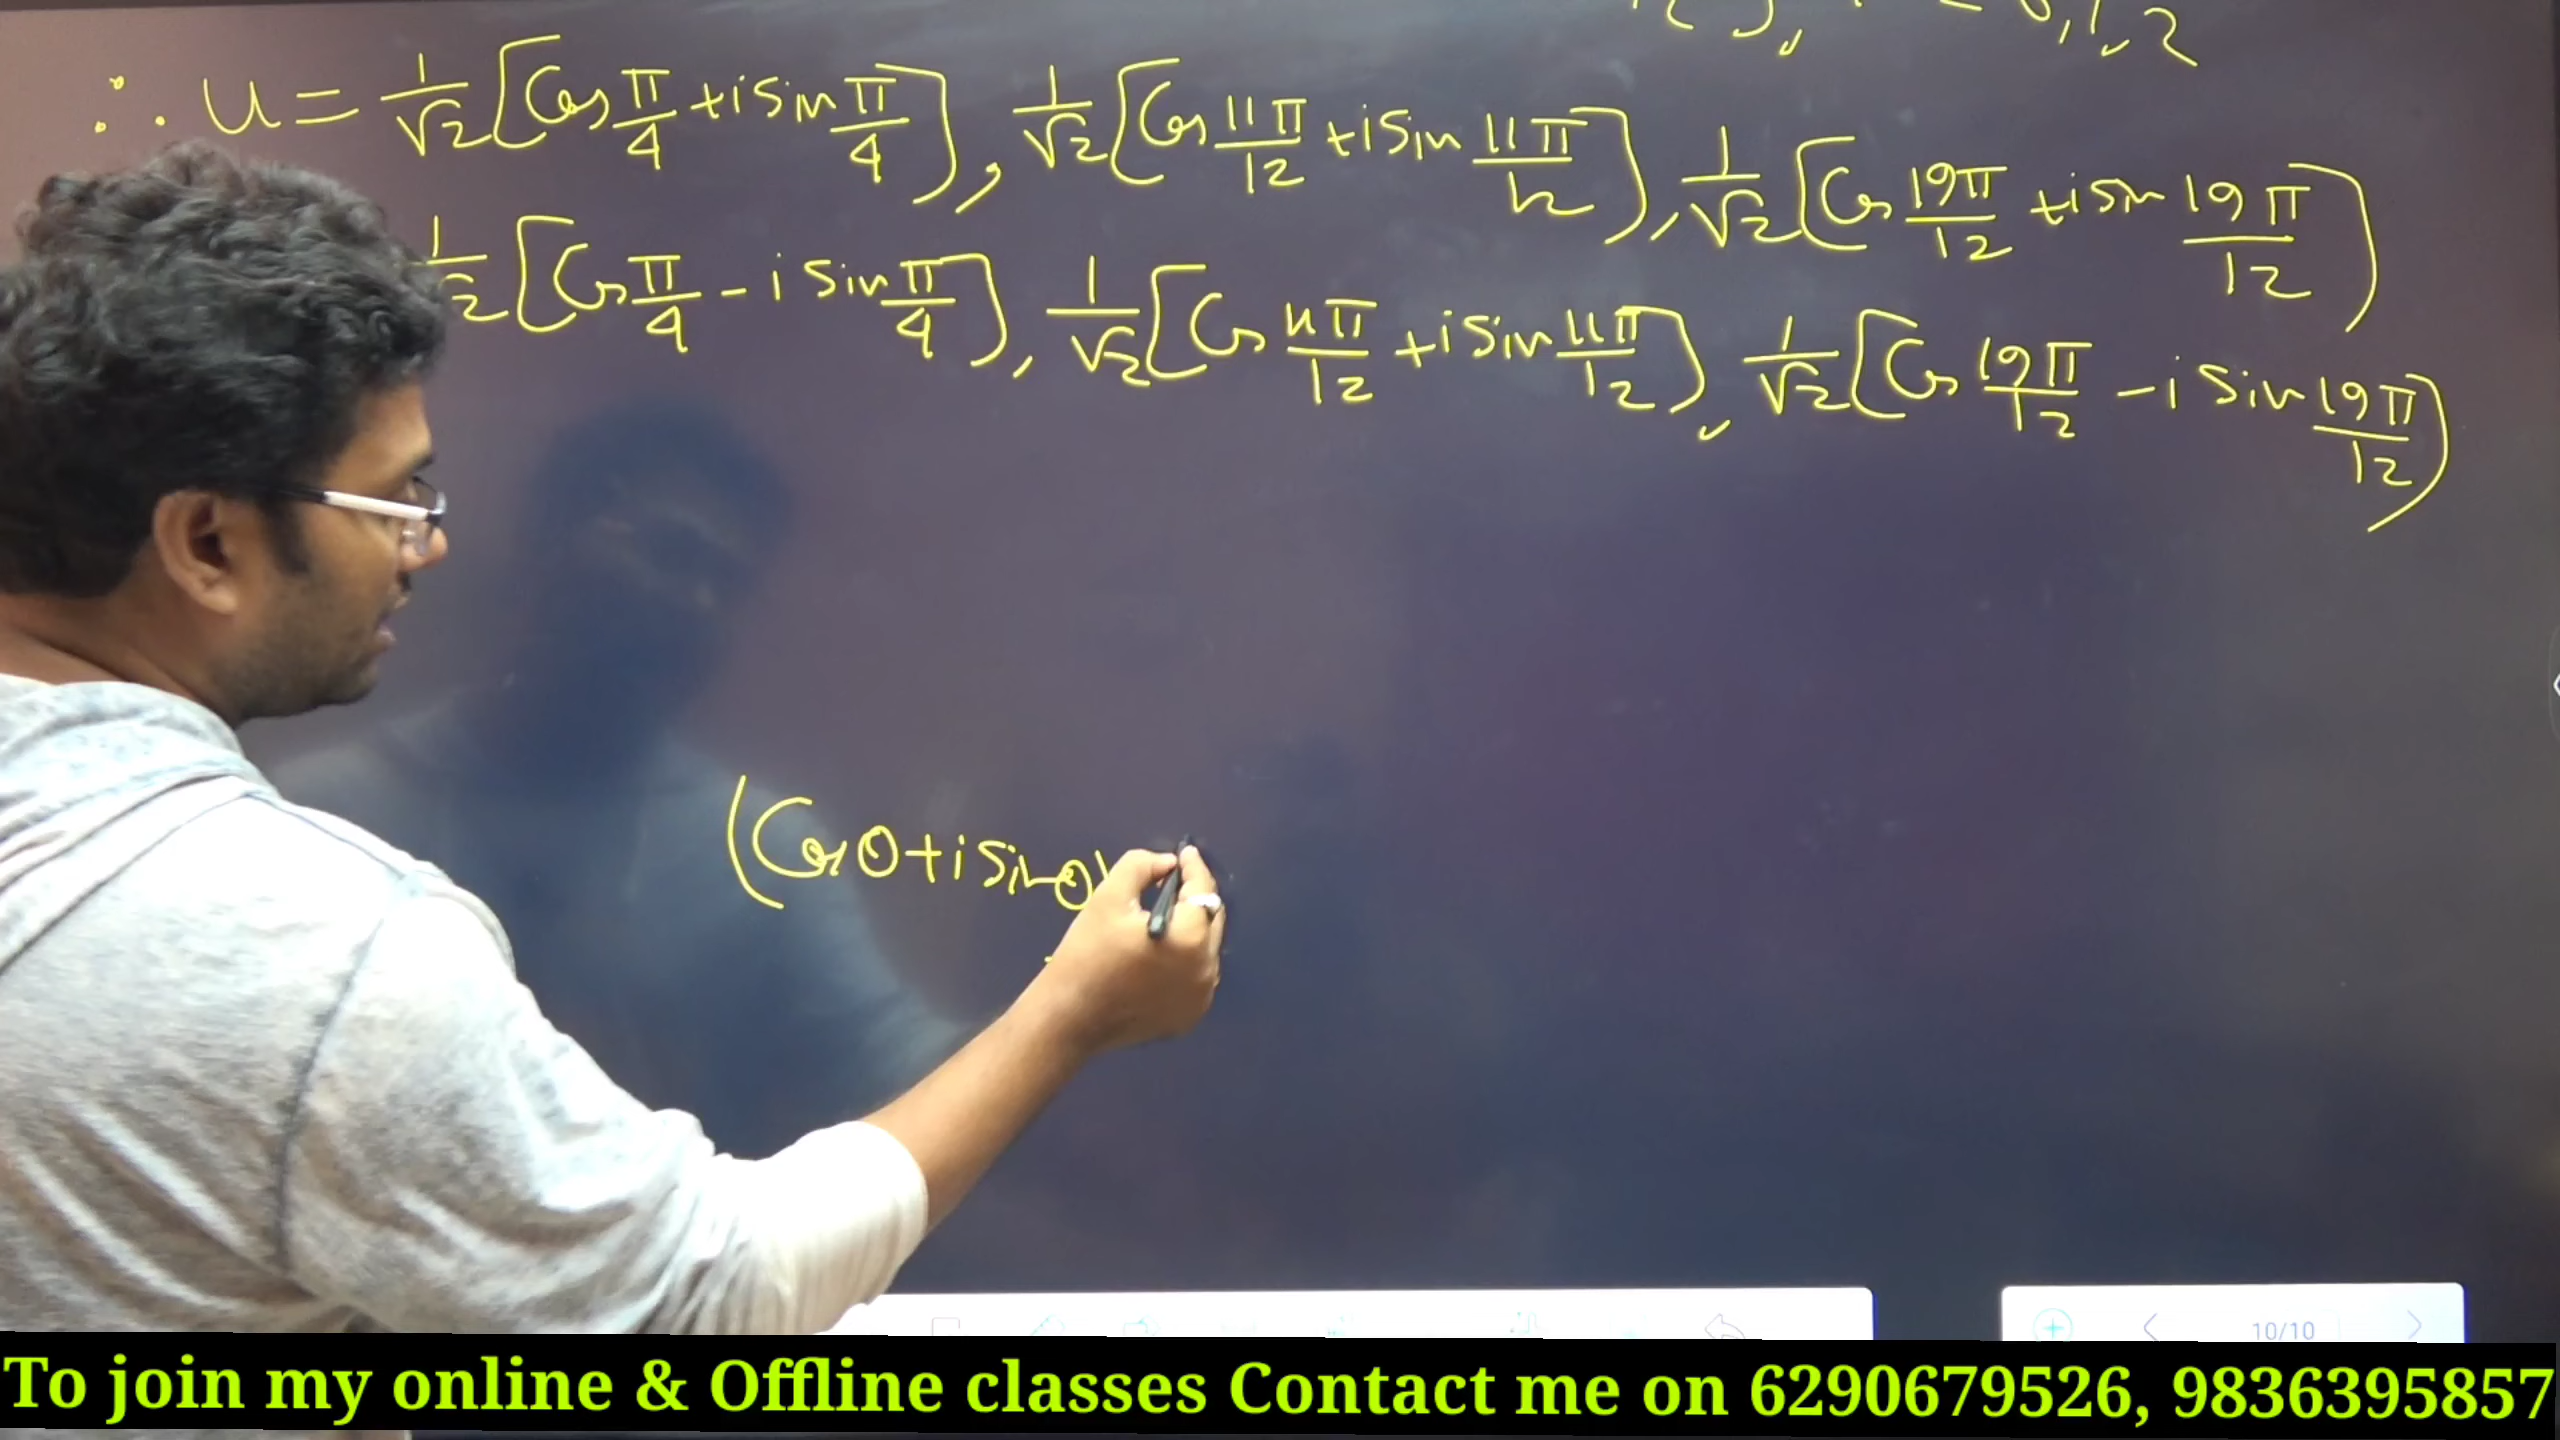 , 2
∴ u = 1/√2 [Cos π/4 + i Sin π/4], 1/√2 [Cos 11π/12 + i Sin 11π/12], 1/√2 [Cos 19π/12 + i Sin 19π/12]
[Cos π/4 - i Sin π/4], 1/√2 [Cos 11π/12 + i Sin 11π/12], 1/√2 [Cos 19π/12 - i Sin 19π/12]
(Cos θ + i Sin θ)
10/10
To join my online & Offline classes Contact me on 6290679526, 9836395857